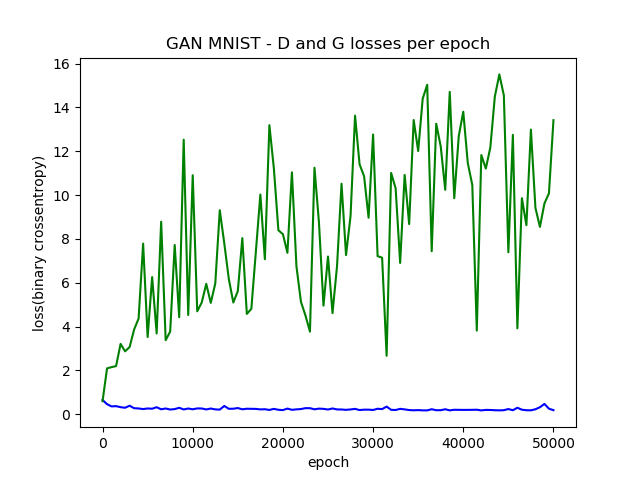 GAN MNIST - D and G losses per epoch
16
14
12
10
8
6
4
2
0
loss(binary crossentropy)
0 10000 20000 30000 40000 50000
epoch